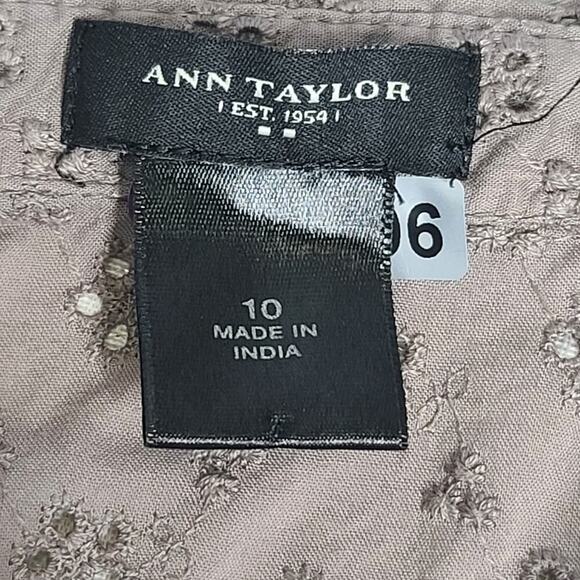 ANN TAYLOR
EST. 1954
06
10
MADE IN
INDIA